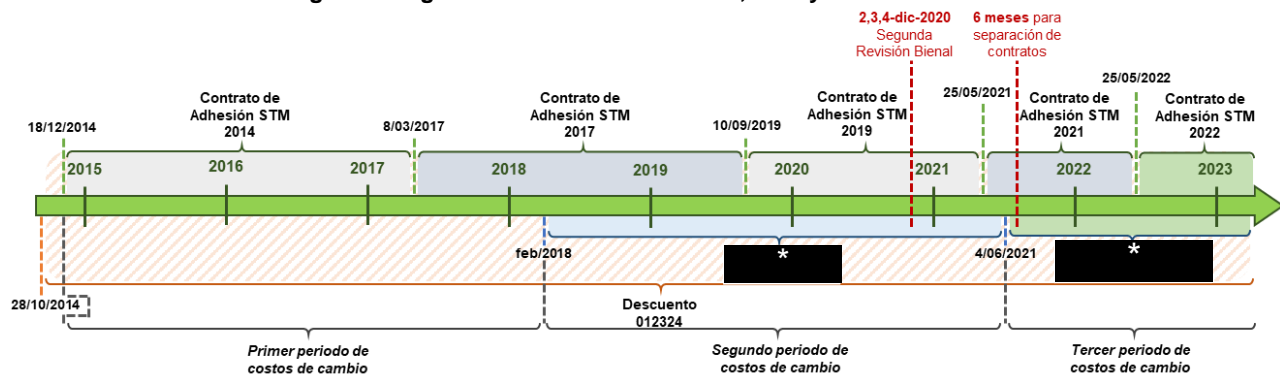 2,3,4-dic-2020
Segunda
Revisión Bienal
6 meses para
separación de
contratos
25/05/2022
25/05/2021
18/12/2014
Contrato de
Adhesión STM
2014
8/03/2017
Contrato de
Adhesión STM
2017
10/09/2019
Contrato de
Adhesión STM
2019
Contrato de
Adhesión STM
2021
Contrato de
Adhesión STM
2022
2015
2016
2017
2018
2019
2020
2021
2022
2023
feb/2018
*
4/06/2021
*
28/10/2014
Descuento
012324
Primer periodo de
costos de cambio
Segundo periodo de
costos de cambio
Tercer periodo de
costos de cambio